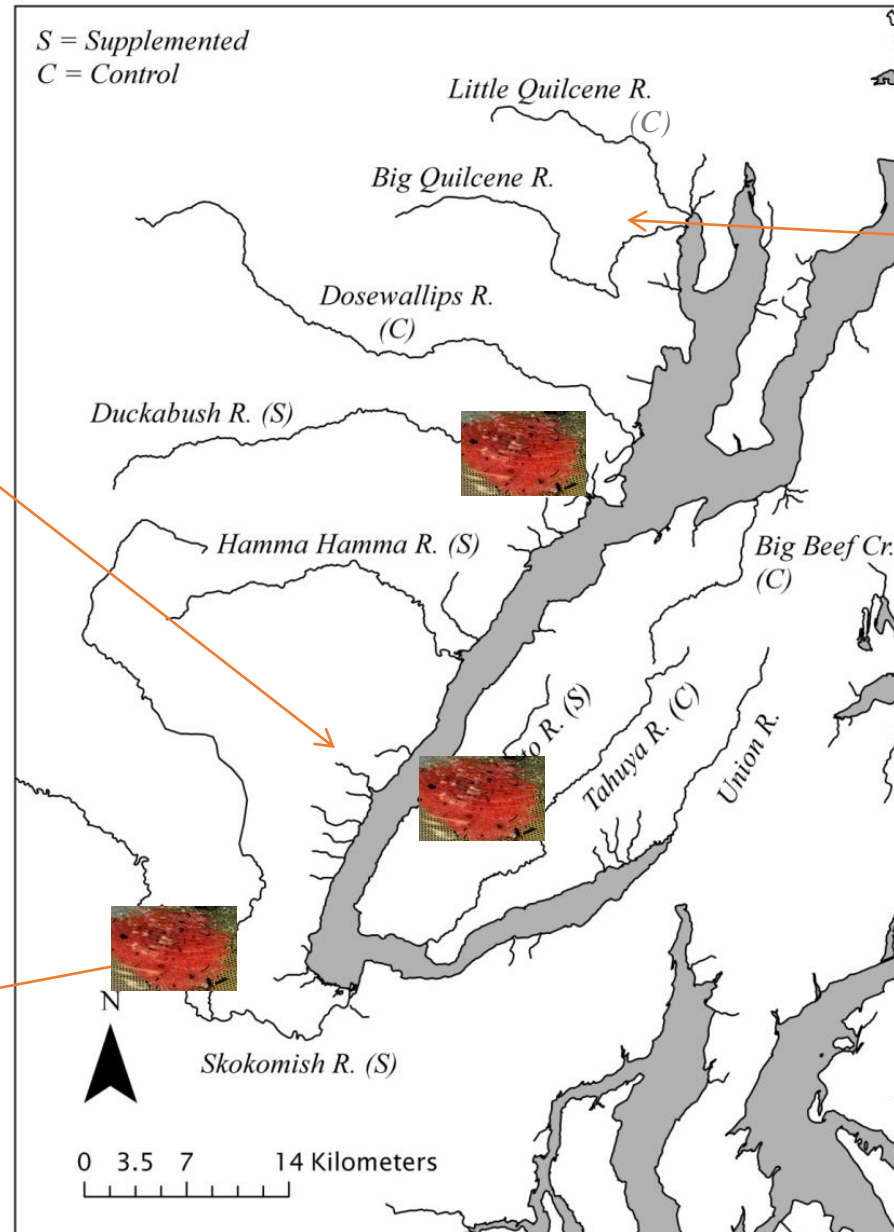 S = Supplemented
C = Control
Little Quilcene R.
(C)
Big Quilcene R.
Dosewallips R.
(C)
Duckabush R. (S)
Hamma Hamma R. (S)
Big Beef Cr.
(C)
to R. (S)
Tahuya R. (C)
Union R.
N
Skokomish R. (S)
0 3.5 7 14 Kilometers